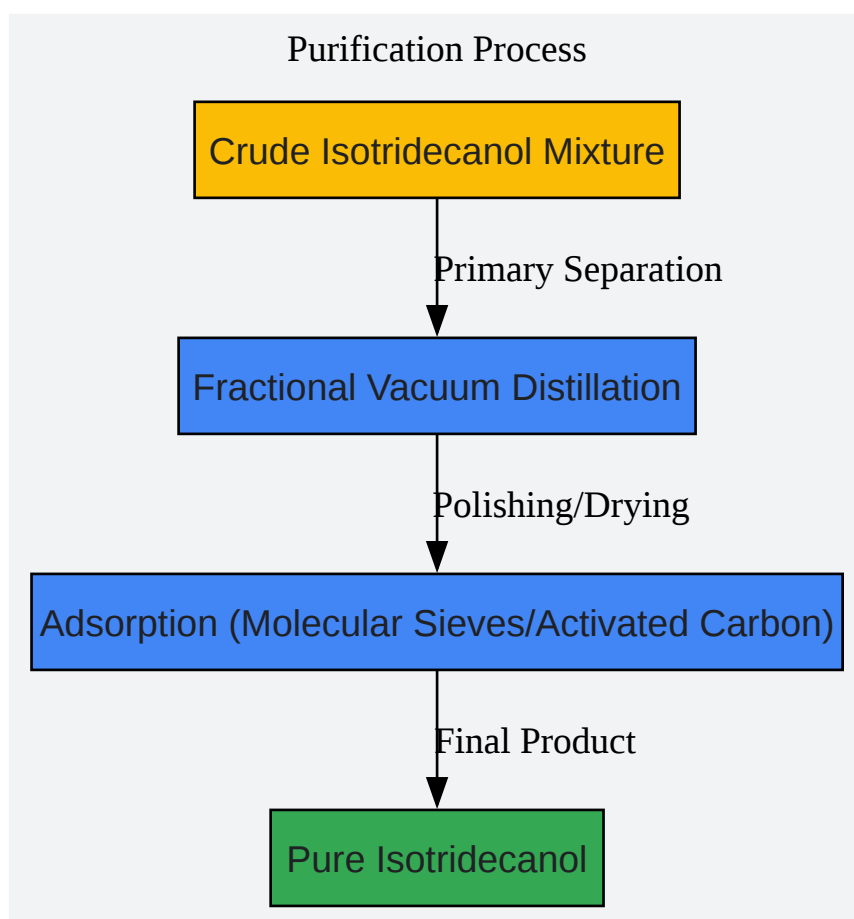 Purification Process
Crude Isotridecanol Mixture
Primary Separation
Fractional Vacuum Distillation
Polishing/Drying
Adsorption (Molecular Sieves/Activated Carbon)
Final Product
Pure Isotridecanol